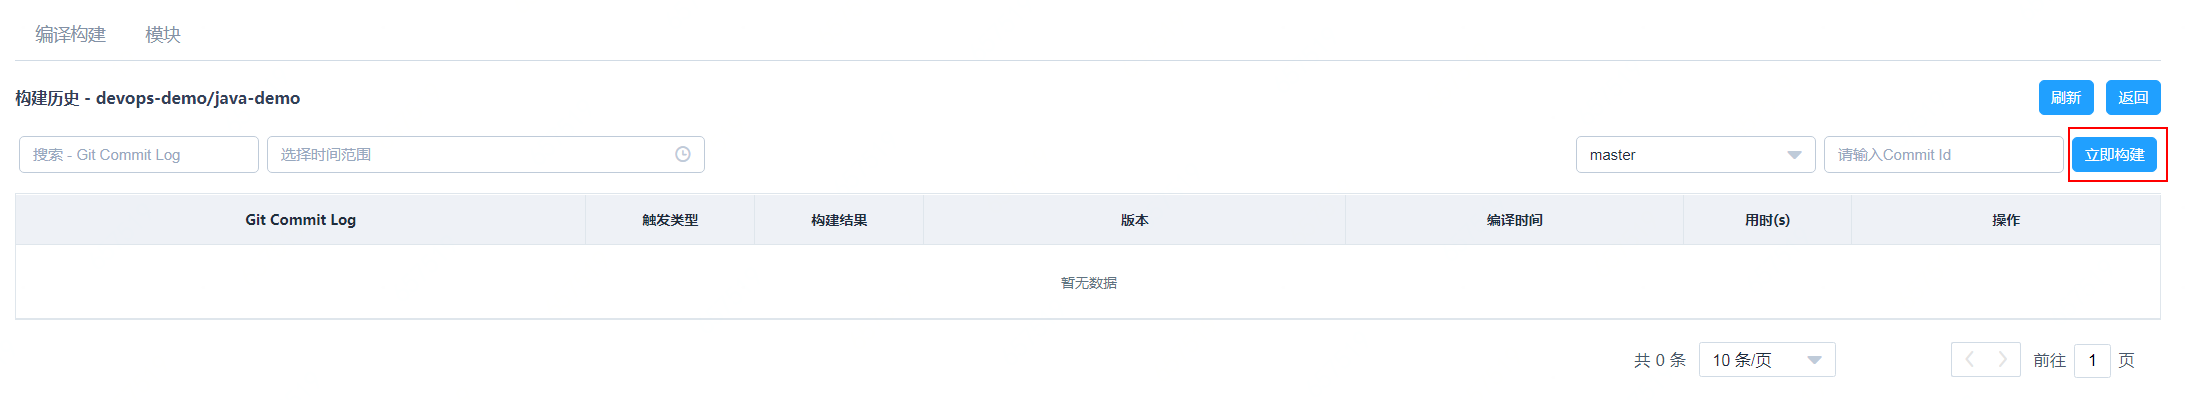 编译构建 模块
构建历史 - devops-demo/java-demo 刷新 返回
搜索 - Git Commit Log 选择时间范围 master 请输入Commit Id 立即构建
Git Commit Log 触发类型 构建结果 版本 编译时间 用时(s) 操作
暂无数据
共 0 条 10 条/页 前往 1 页